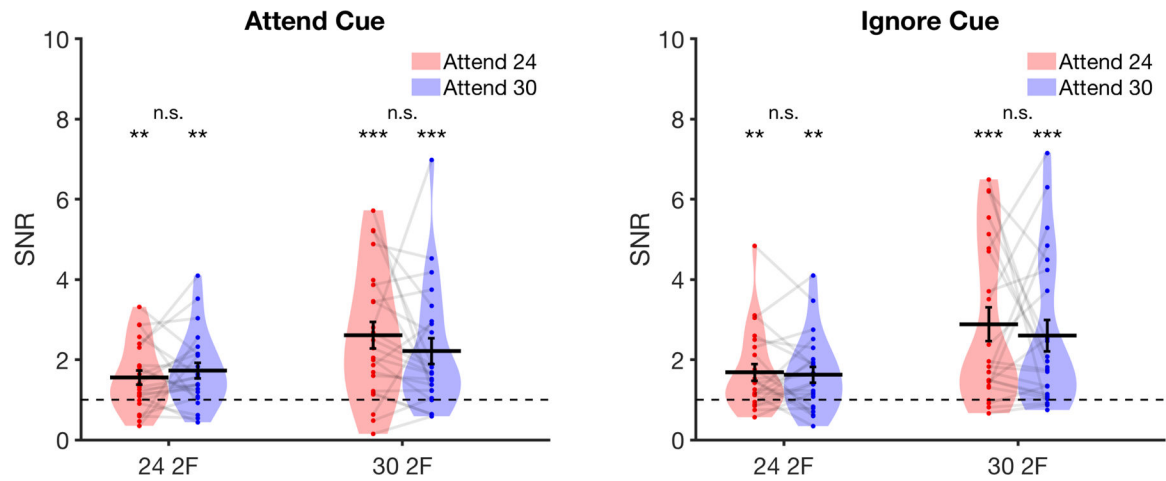 Attend Cue
10
8
6
4
2
0
SNR
Attend 24
Attend 30
n.s.
** **
n.s.
*** ***
24 2F
30 2F
Ignore Cue
10
8
6
4
2
0
SNR
Attend 24
Attend 30
n.s.
** **
n.s.
*** ***
24 2F
30 2F